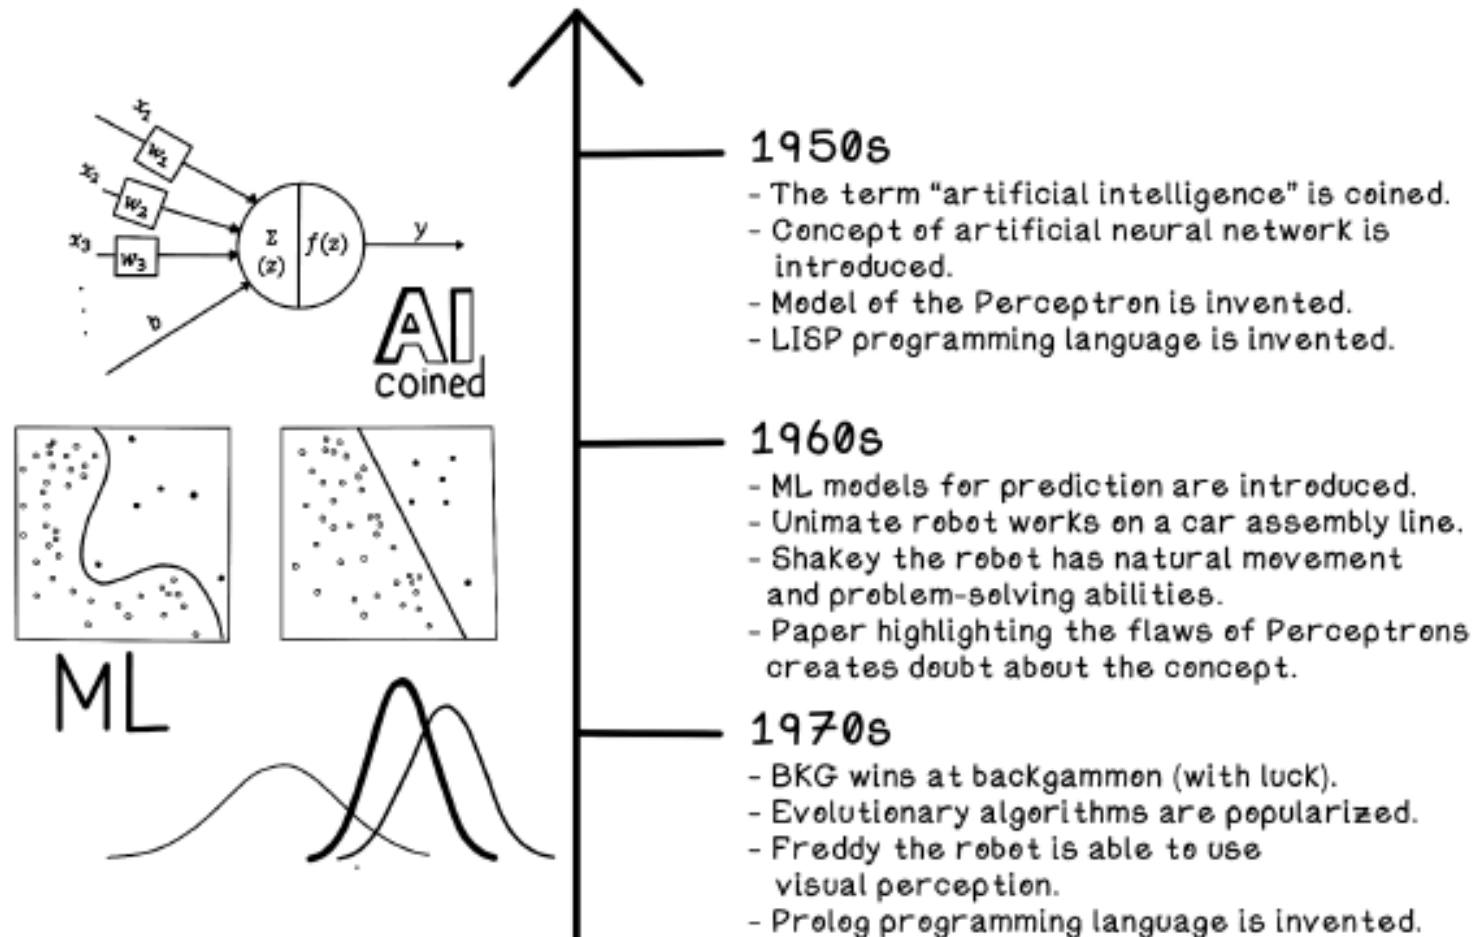 x1
w1
x2
w2
x3
w3
b
Σ
(z)
f(z)
y
AI
coined
ML
1950s
- The term “artificial intelligence” is coined.
- Concept of artificial neural network is
introduced.
- Model of the Perceptron is invented.
- LISP programming language is invented.
1960s
- ML models for prediction are introduced.
- Unimate robot works on a car assembly line.
- Shakey the robot has natural movement
and problem-solving abilities.
- Paper highlighting the flaws of Perceptrons
creates doubt about the concept.
1970s
- BKG wins at backgammon (with luck).
- Evolutionary algorithms are popularized.
- Freddy the robot is able to use
visual perception.
- Prolog programming language is invented.